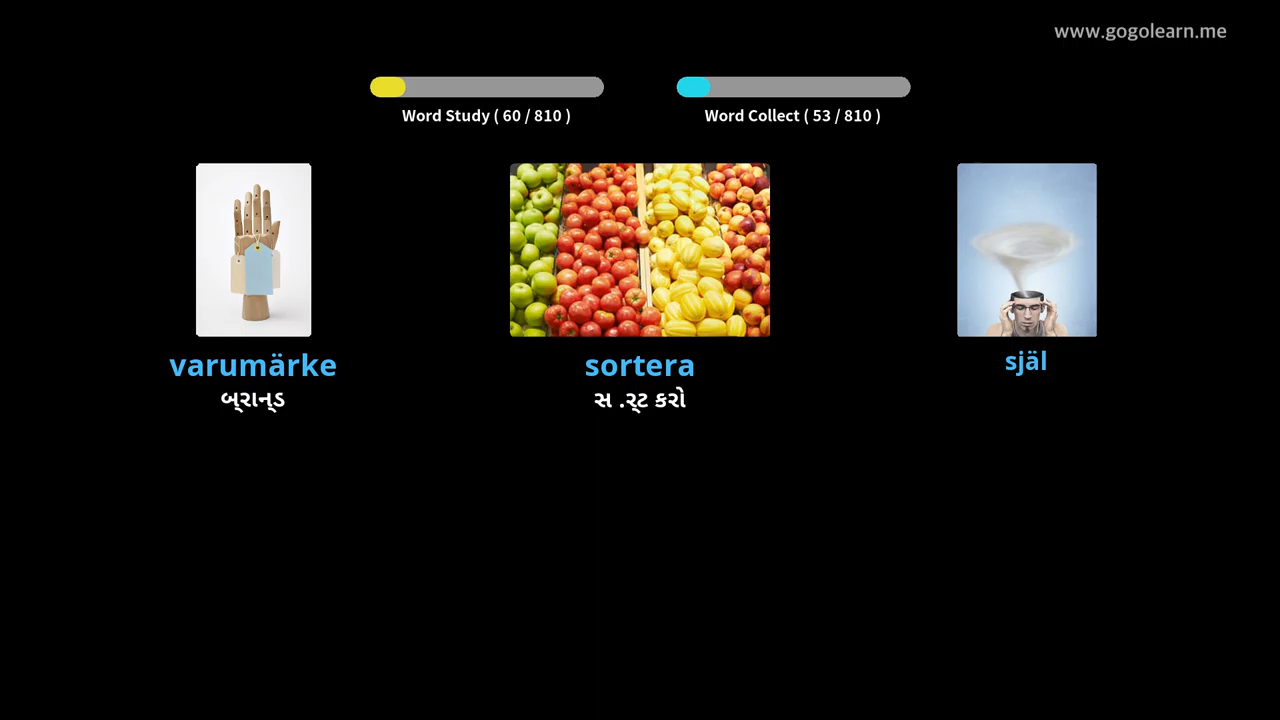 www.gogolearn.me
Word Study ( 60 / 810 )
Word Collect ( 53 / 810 )
varumärke
બ્રાન્ડ
sortera
સ .ર્ટ કરો
själ